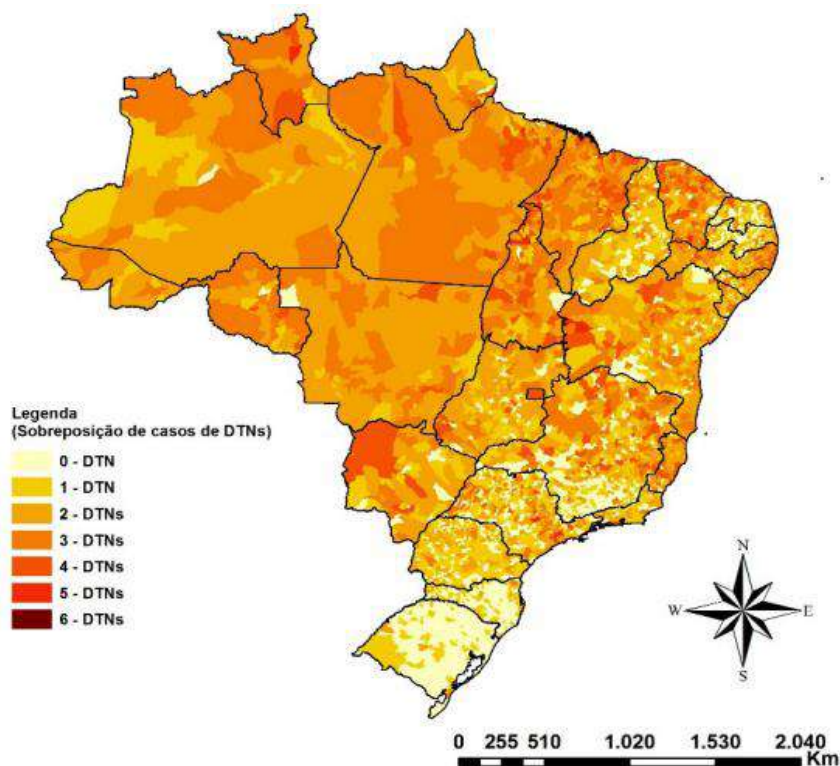 Legenda
(Sobreposição de casos de DTNs)
0 - DTN
1 - DTN
2 - DTNs
3 - DTNs
4 - DTNs
5 - DTNs
6 - DTNs
N
W E
S
0 255 510 1.020 1.530 2.040
Km